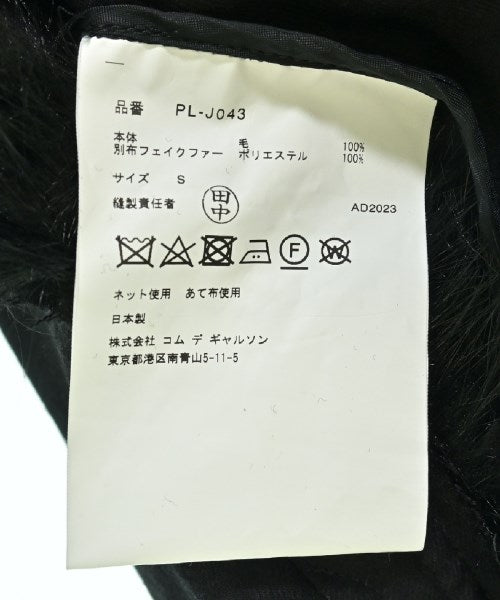 品番 PL-J043
本体 毛 100%
別布フェイクファー ポリエステル 100%
サイズ S
縫製責任者 田中 AD2023
F W
ネット使用 あて布使用
日本製
株式会社 コム デ ギャルソン
東京都港区南青山5-11-5